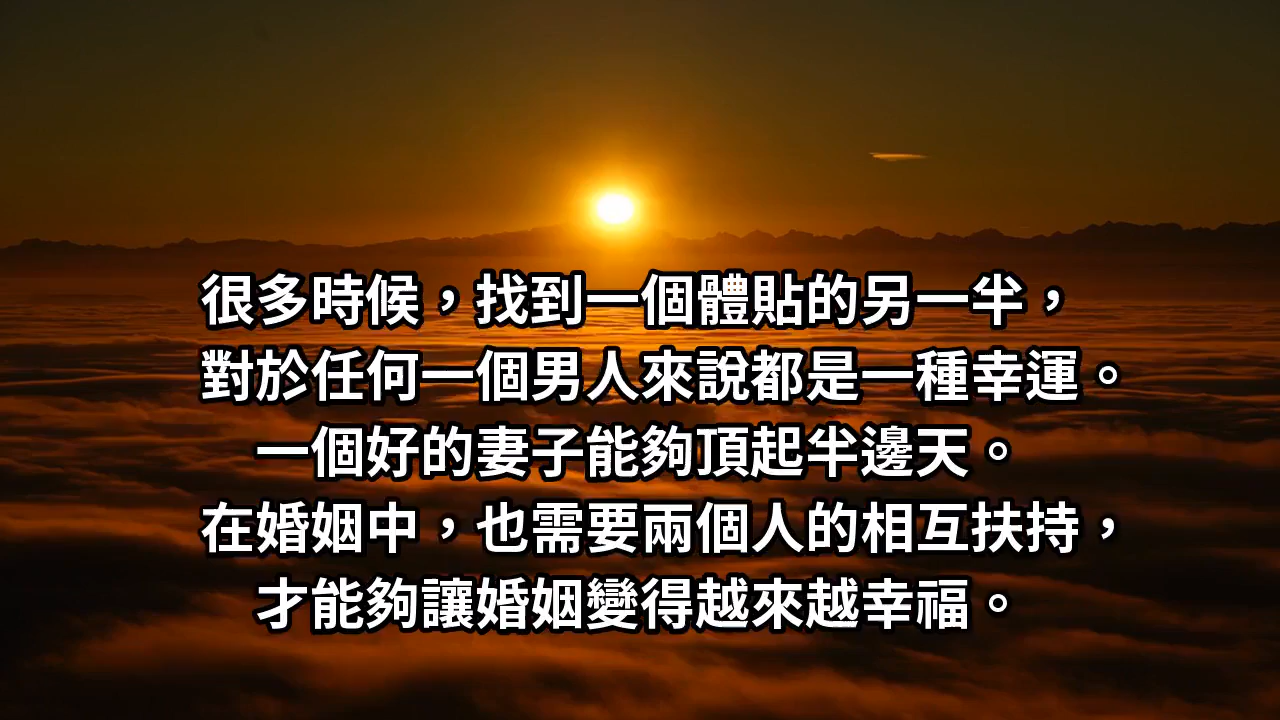 很多時候，找到一個體貼的另一半，
對於任何一個男人來說都是一種幸運。
一個好的妻子能夠頂起半邊天。
在婚姻中，也需要兩個人的相互扶持，
才能夠讓婚姻變得越來越幸福。